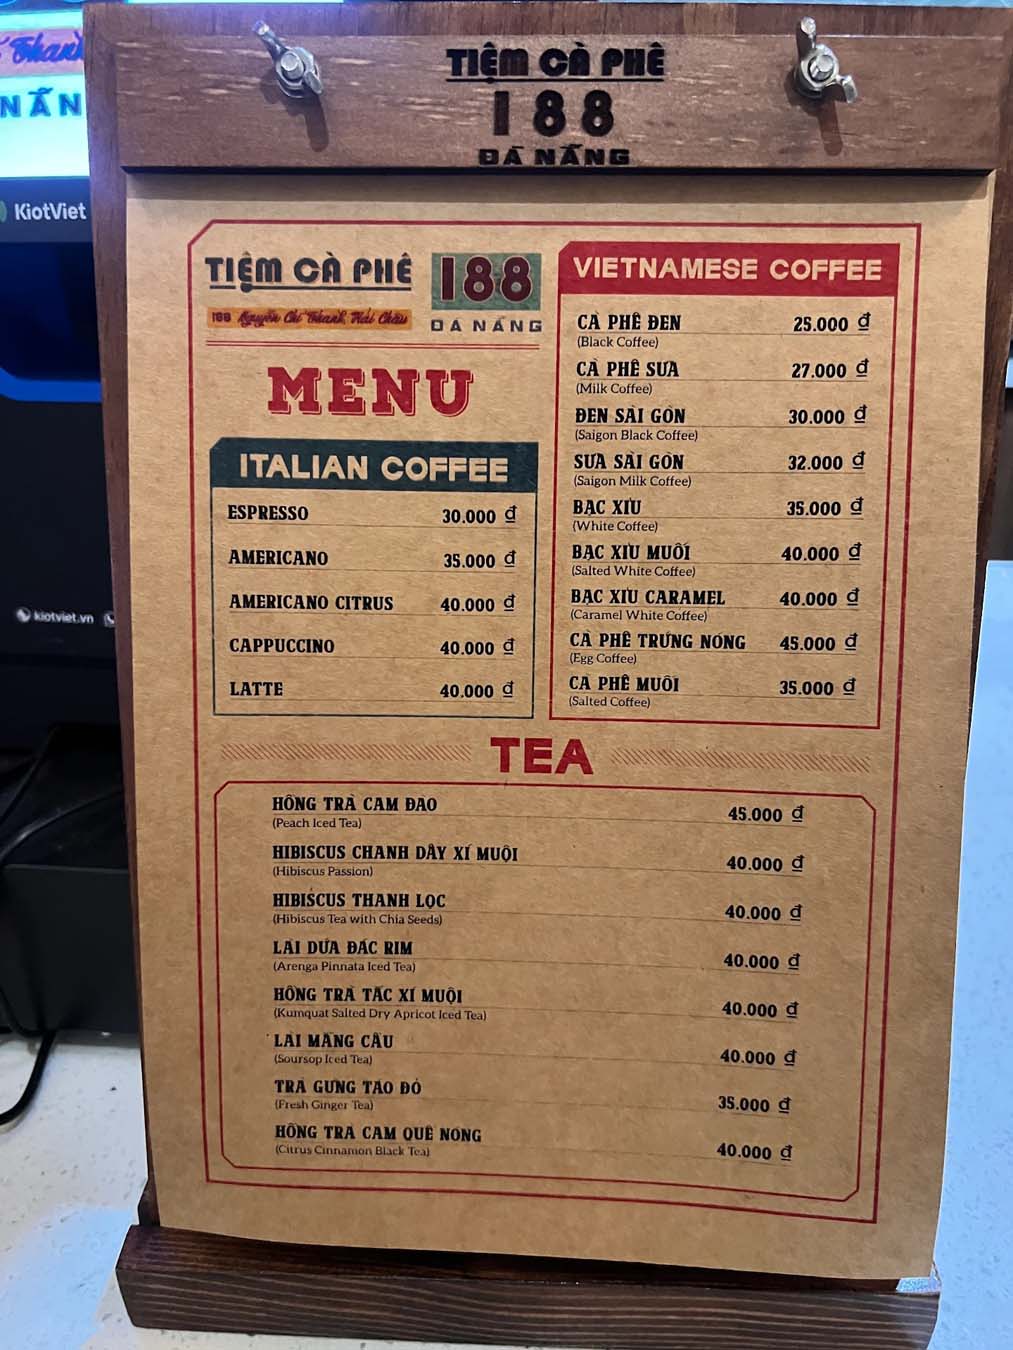 TIỆM CÀ PHÊ
188
ĐÀ NẴNG
NẴN
KiotViet
kiotviet.vn
TIỆM CÀ PHÊ
188
188 Nguyễn Chí Thanh, Hải Châu
ĐÀ NẴNG
MENU
ITALIAN COFFEE
ESPRESSO 30.000 đ
AMERICANO 35.000 đ
AMERICANO CITRUS 40.000 đ
CAPPUCCINO 40.000 đ
LATTE 40.000 đ
VIETNAMESE COFFEE
CÀ PHÊ ĐEN 25.000 đ
(Black Coffee)
CÀ PHÊ SỮA 27.000 đ
(Milk Coffee)
ĐEN SÀI GÒN 30.000 đ
(Saigon Black Coffee)
SỮA SÀI GÒN 32.000 đ
(Saigon Milk Coffee)
BẠC XỈU 35.000 đ
(White Coffee)
BẠC XỈU MUỐI 40.000 đ
(Salted White Coffee)
BẠC XỈU CARAMEL 40.000 đ
(Caramel White Coffee)
CÀ PHÊ TRỨNG NÓNG 45.000 đ
(Egg Coffee)
CÀ PHÊ MUỐI 35.000 đ
(Salted Coffee)
TEA
HỒNG TRÀ CAM ĐÀO 45.000 đ
(Peach Iced Tea)
HIBISCUS CHANH DÂY XÍ MUỘI 40.000 đ
(Hibiscus Passion)
HIBISCUS THANH LỌC 40.000 đ
(Hibiscus Tea with Chia Seeds)
LÀI DỨA ĐÁC RIM 40.000 đ
(Arenga Pinnata Iced Tea)
HỒNG TRÀ TẮC XÍ MUỘI 40.000 đ
(Kumquat Salted Dry Apricot Iced Tea)
LÀI MÃNG CẦU 40.000 đ
(Soursop Iced Tea)
TRÀ GỪNG TÁO ĐỎ 35.000 đ
(Fresh Ginger Tea)
HỒNG TRÀ CAM QUẾ NÓNG 40.000 đ
(Citrus Cinnamon Black Tea)